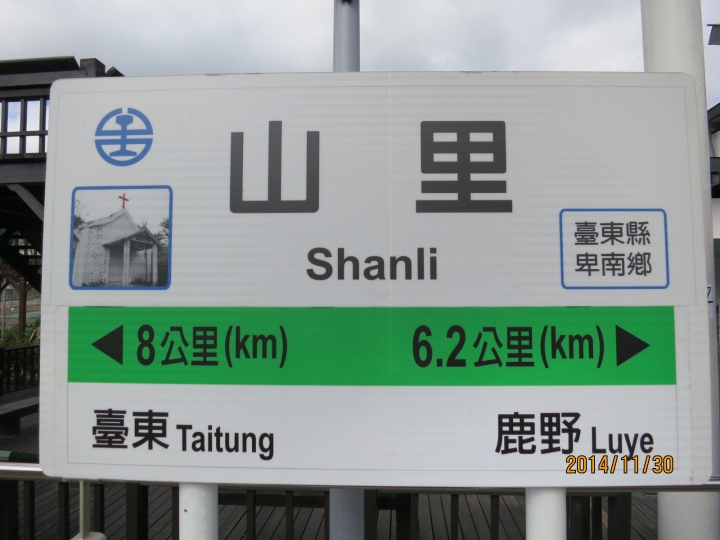 山里
Shanli
臺東縣
卑南鄉
◀ 8公里(km)
6.2公里(km) ▶
臺東 Taitung
鹿野 Luye
2014/11/30